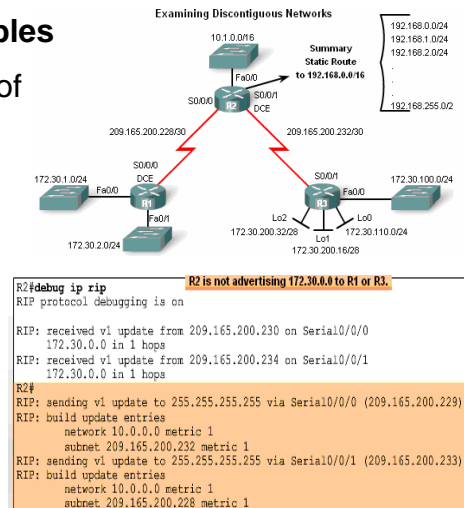 Examining Discontiguous Networks
bles
of
10.1.0.0/16
Summary
Static Route
to 192.168.0.0/16
192.168.0.0/24
192.168.1.0/24
192.168.2.0/24
.
.
.
192.168.255.0/2
Fa0/0
S0/0/0
R2
S0/0/1
DCE
209.165.200.228/30
209.165.200.232/30
172.30.1.0/24
Fa0/0
S0/0/0
DCE
R1
Fa0/1
172.30.2.0/24
S0/0/1
Fa0/0
R3
172.30.100.0/24
Lo2
172.30.200.32/28
Lo1
172.30.200.16/28
Lo0
172.30.110.0/24
R2#debug ip rip
R2 is not advertising 172.30.0.0 to R1 or R3.
RIP protocol debugging is on
RIP: received v1 update from 209.165.200.230 on Serial0/0/0
172.30.0.0 in 1 hops
RIP: received v1 update from 209.165.200.234 on Serial0/0/1
172.30.0.0 in 1 hops
R2#
RIP: sending v1 update to 255.255.255.255 via Serial0/0/0 (209.165.200.229)
RIP: build update entries
network 10.0.0.0 metric 1
subnet 209.165.200.232 metric 1
RIP: sending v1 update to 255.255.255.255 via Serial0/0/1 (209.165.200.233)
RIP: build update entries
network 10.0.0.0 metric 1
subnet 209.165.200.228 metric 1